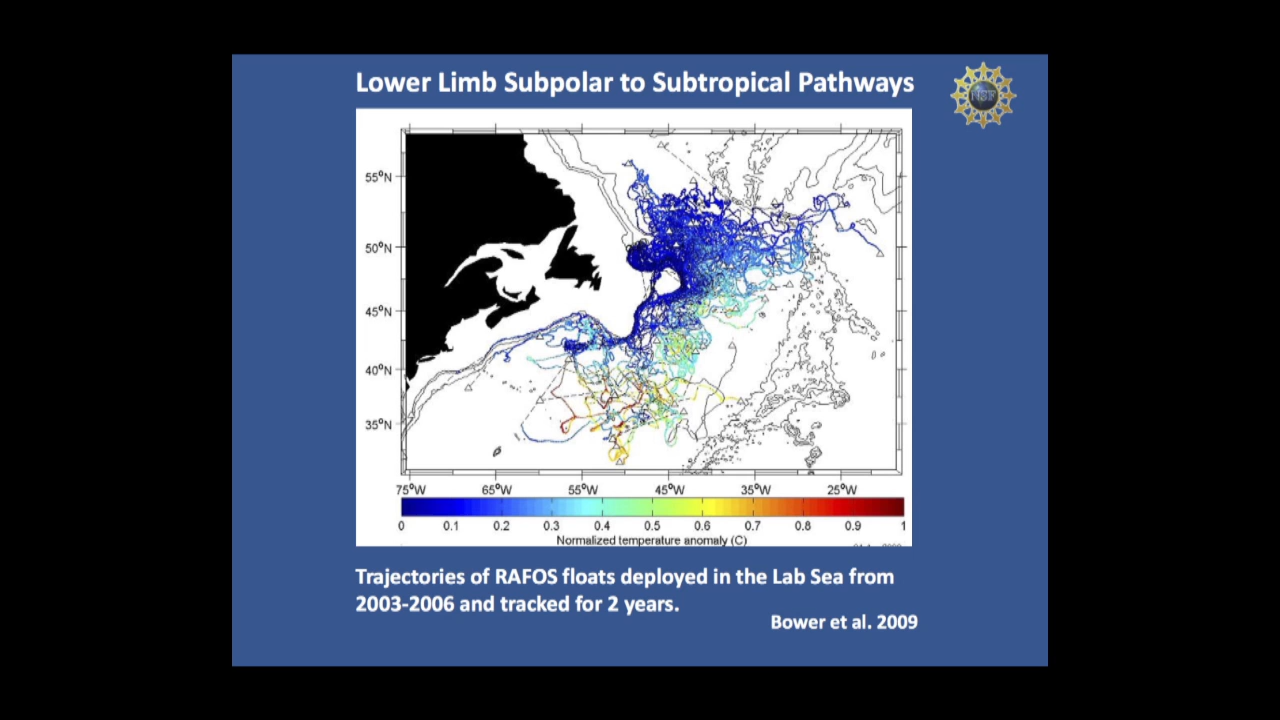 Lower Limb Subpolar to Subtropical Pathways
NSF
55°N
50°N
45°N
40°N
35°N
75°W 65°W 55°W 45°W 35°W 25°W
0 0.1 0.2 0.3 0.4 0.5 0.6 0.7 0.8 0.9 1
Normalized temperature anomaly (C)
Trajectories of RAFOS floats deployed in the Lab Sea from
2003-2006 and tracked for 2 years.
Bower et al. 2009